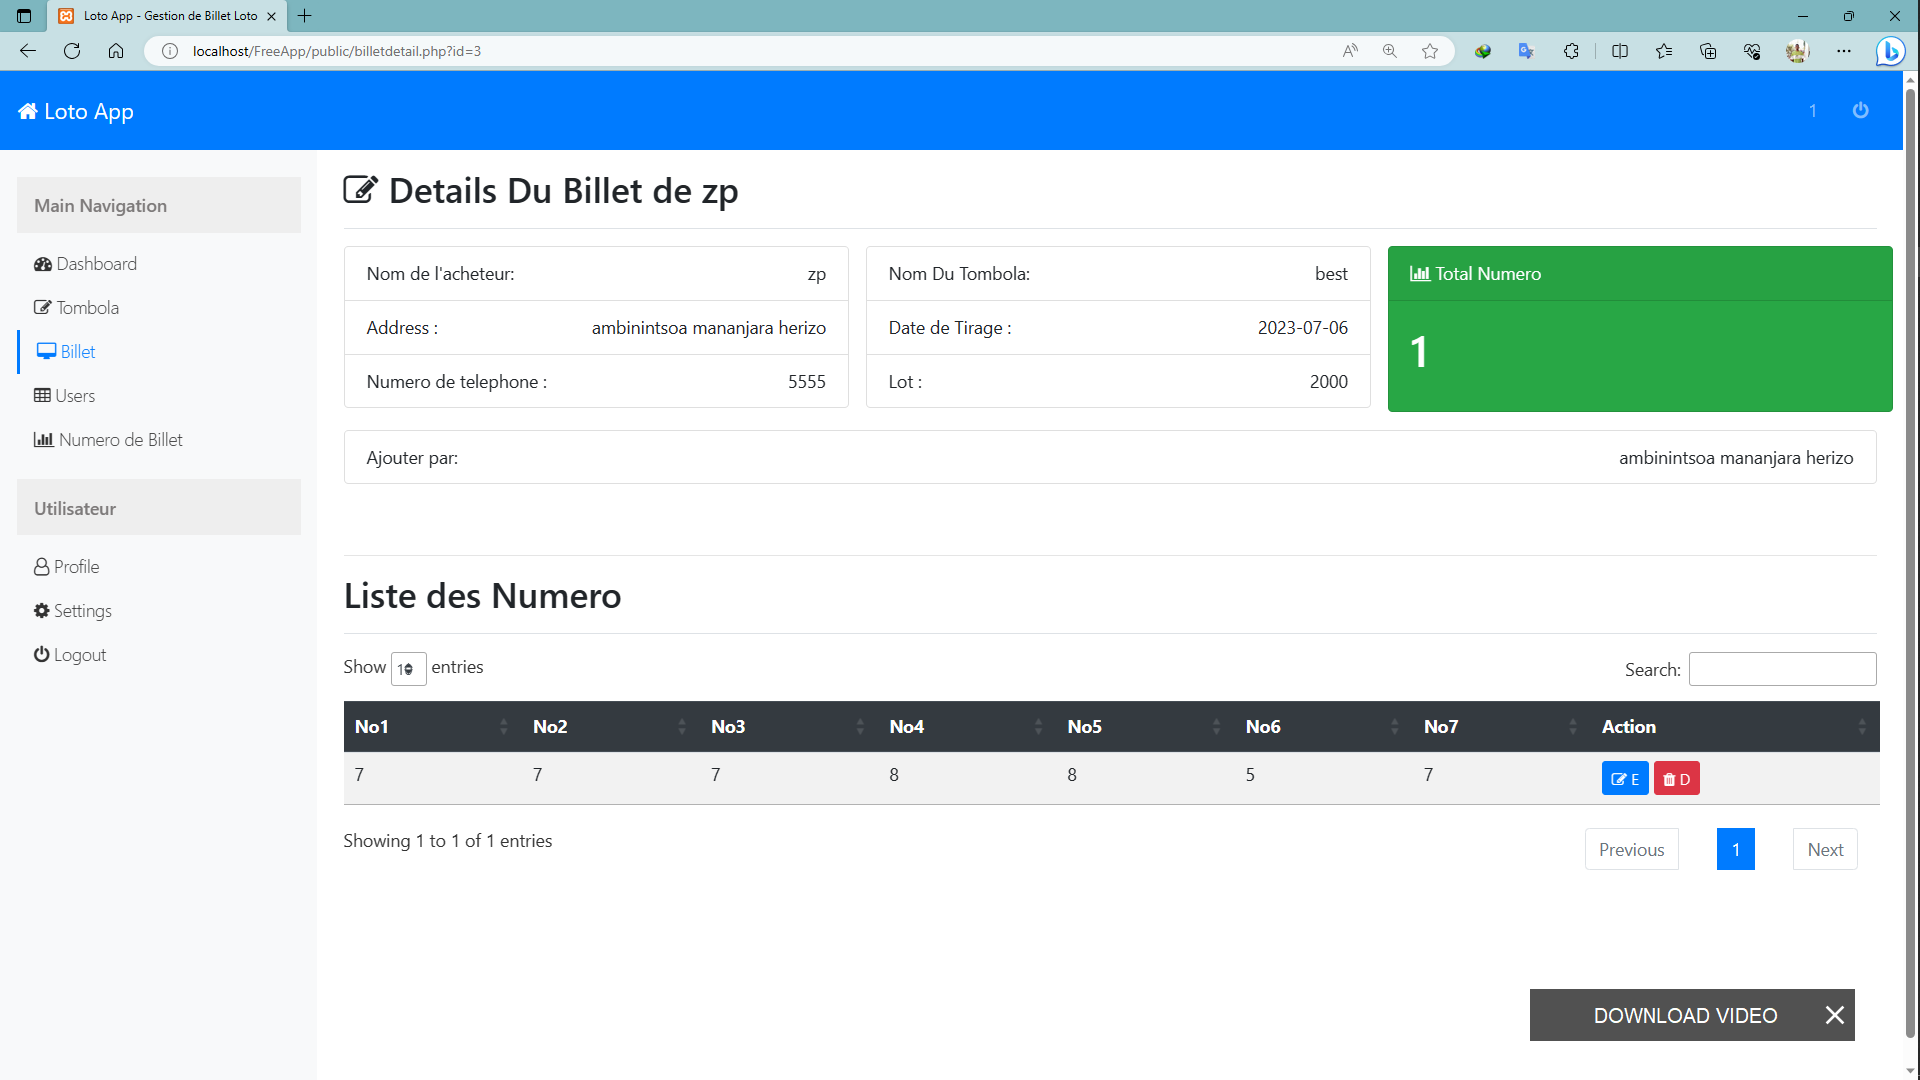 Loto App - Gestion de Billet Loto
localhost/FreeApp/public/billetdetail.php?id=3
Loto App
1
Main Navigation
Dashboard
Tombola
Billet
Users
Numero de Billet
Utilisateur
Profile
Settings
Logout
Details Du Billet de zp
Nom de l'acheteur: zp
Address : ambinintsoa mananjara herizo
Numero de telephone : 5555
Nom Du Tombola: best
Date de Tirage : 2023-07-06
Lot : 2000
Total Numero
1
Ajouter par: ambinintsoa mananjara herizo
Liste des Numero
Show 1 entries
Search:
No1 No2 No3 No4 No5 No6 No7 Action
7 7 7 8 8 5 7 E D
Showing 1 to 1 of 1 entries
Previous 1 Next
DOWNLOAD VIDEO